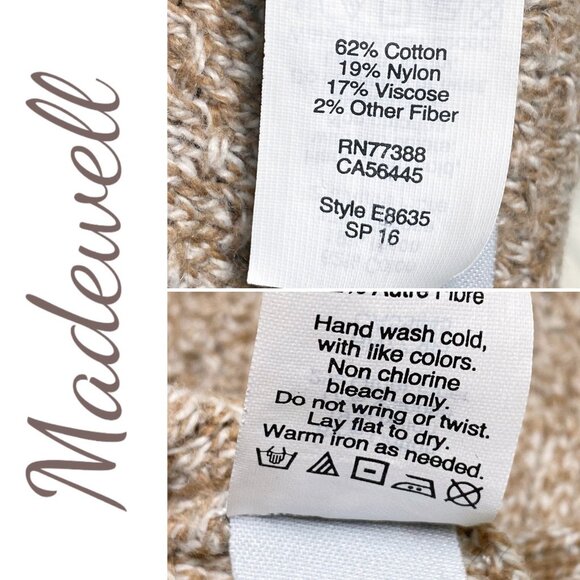 Madewell
62% Cotton
19% Nylon
17% Viscose
2% Other Fiber
RN77388
CA56445
Style E8635
SP 16
Autre Fibre
Hand wash cold,
with like colors.
Non chlorine
bleach only.
Do not wring or twist.
Lay flat to dry.
Warm iron as needed.